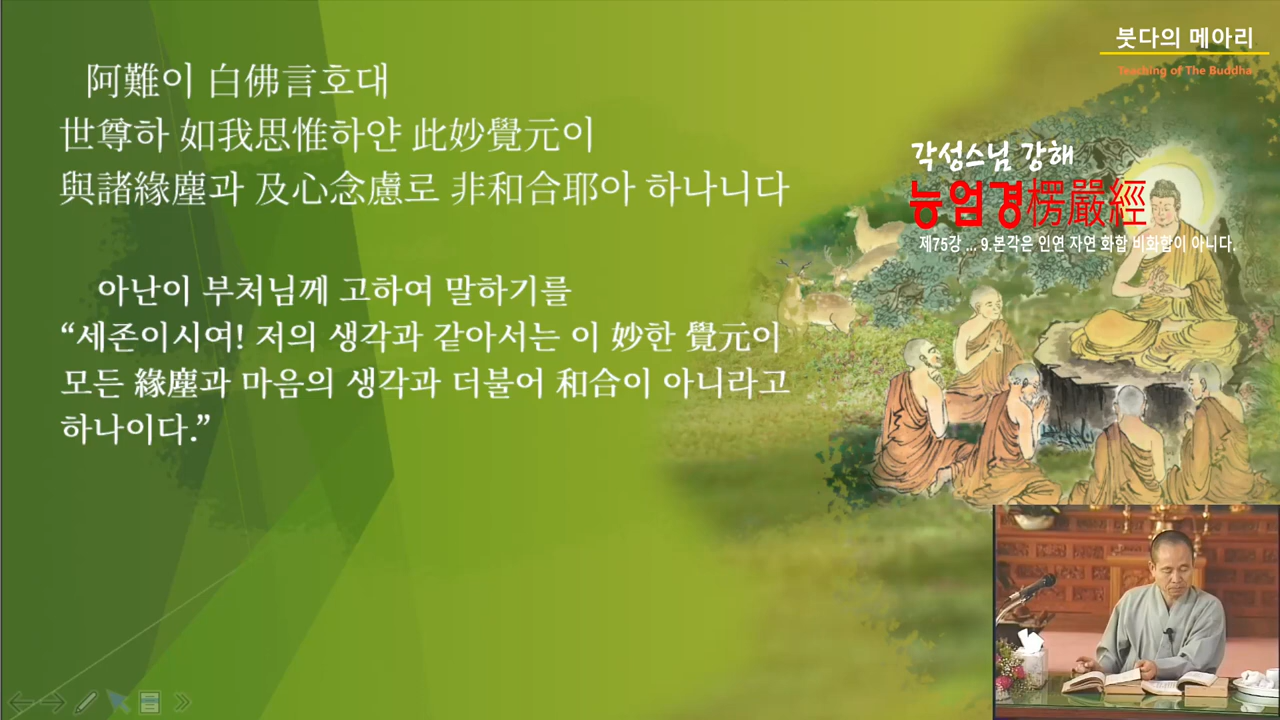 阿難이 白佛言호대
世尊하 如我思惟하얀 此妙覺元이
與諸緣塵과 及心念慮로 非和合耶아 하나니다
아난이 부처님께 고하여 말하기를
“세존이시여! 저의 생각과 같아서는 이 妙한 覺元이
모든 緣塵과 마음의 생각과 더불어 和合이 아니라고
하나이다.”
붓다의 메아리
Teaching of The Buddha
각성스님 강해
능엄경楞嚴經
제75강 ... 9.본각은 인연 자연 화합 비화합이 아니다.